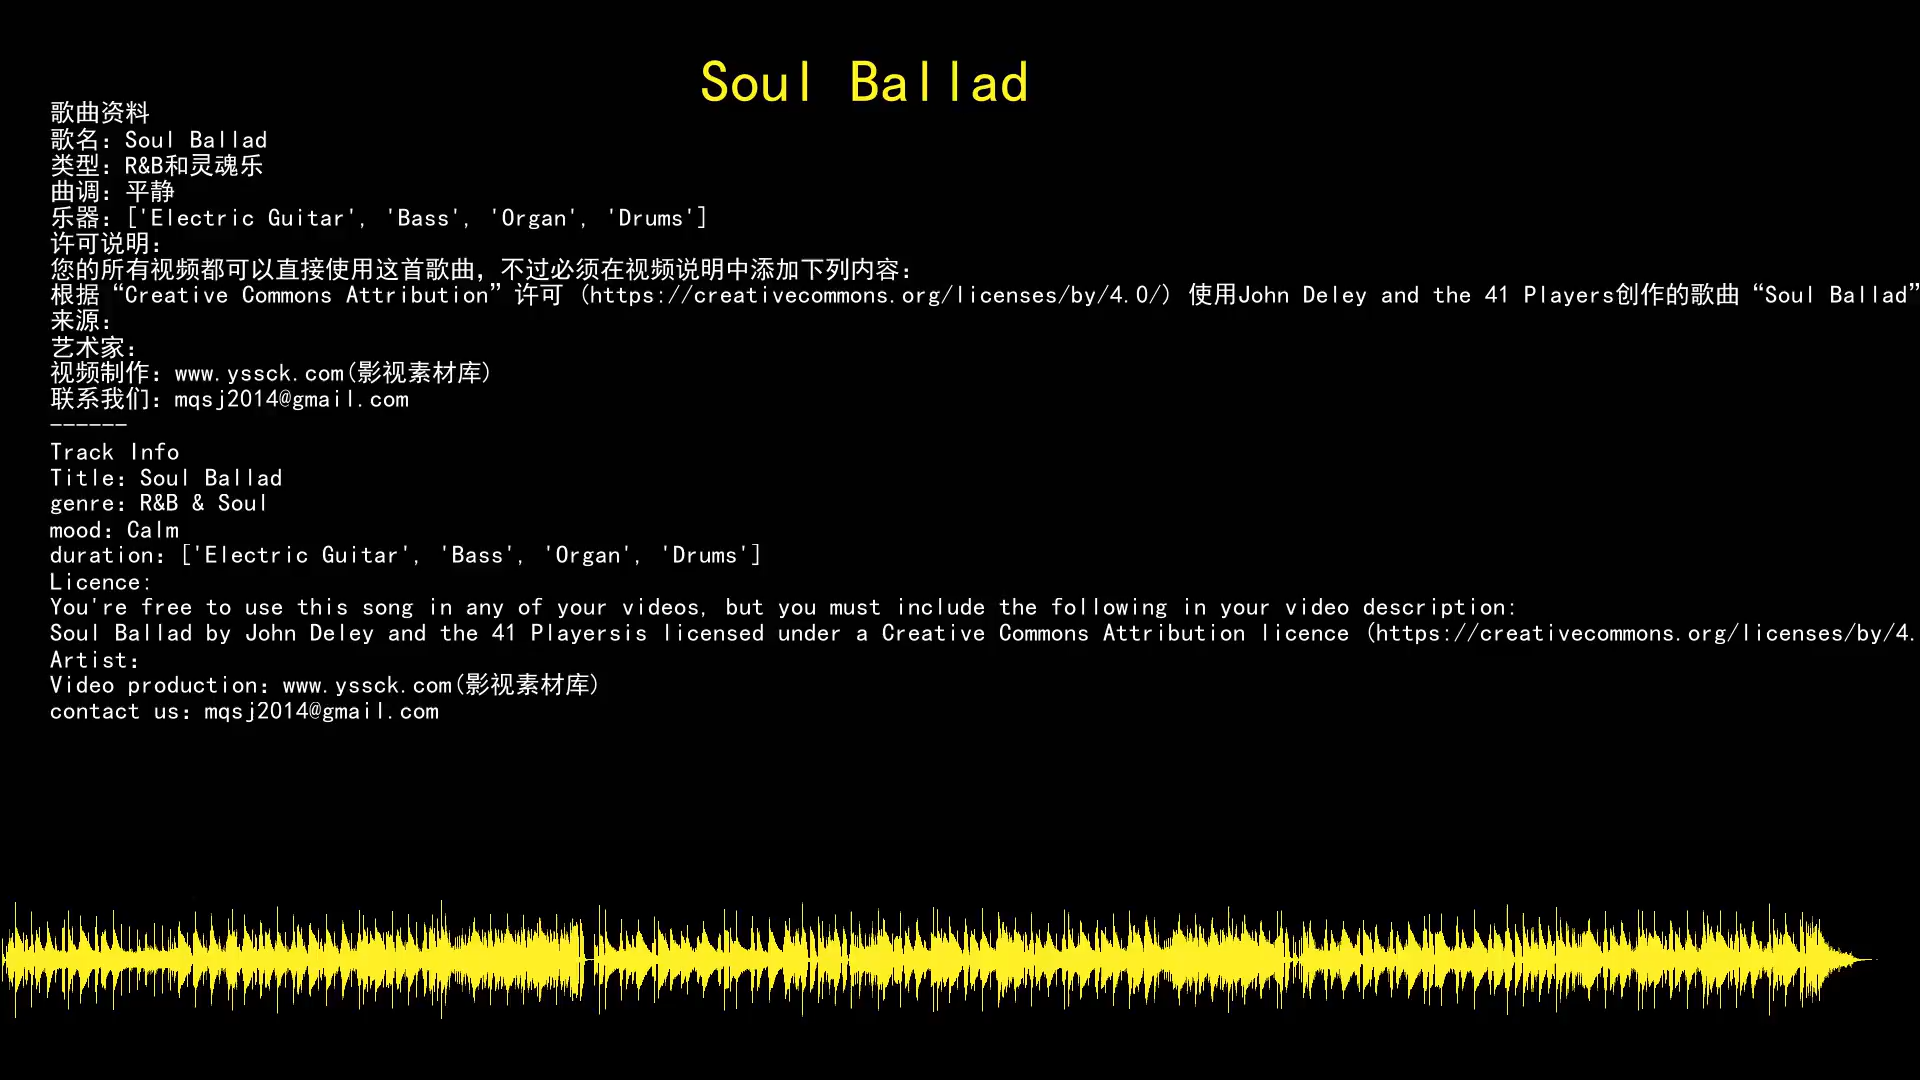 Soul Ballad
歌曲资料
歌名：Soul Ballad
类型：R&B和灵魂乐
曲调：平静
乐器：['Electric Guitar', 'Bass', 'Organ', 'Drums']
许可说明：
您的所有视频都可以直接使用这首歌曲，不过必须在视频说明中添加下列内容：
根据“Creative Commons Attribution”许可 (https://creativecommons.org/licenses/by/4.0/) 使用John Deley and the 41 Players创作的歌曲“Soul Ballad”
来源：
艺术家：
视频制作：www.yssck.com(影视素材库)
联系我们：mqsj2014@gmail.com
------
Track Info
Title：Soul Ballad
genre：R&B & Soul
mood：Calm
duration：['Electric Guitar', 'Bass', 'Organ', 'Drums']
Licence:
You're free to use this song in any of your videos, but you must include the following in your video description:
Soul Ballad by John Deley and the 41 Playersis licensed under a Creative Commons Attribution licence (https://creativecommons.org/licenses/by/4.
Artist：
Video production：www.yssck.com(影视素材库)
contact us：mqsj2014@gmail.com